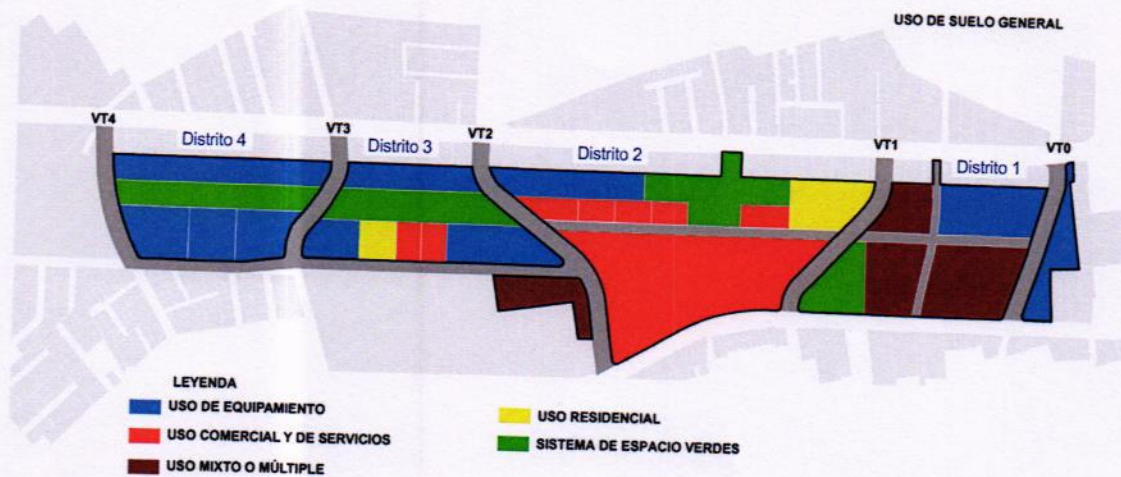 USO DE SUELO GENERAL
VT4
Distrito 4
VT3
Distrito 3
VT2
Distrito 2
VT1
Distrito 1
VT0
LEYENDA
USO DE EQUIPAMIENTO
USO COMERCIAL Y DE SERVICIOS
USO MIXTO O MÚLTIPLE
USO RESIDENCIAL
SISTEMA DE ESPACIO VERDES